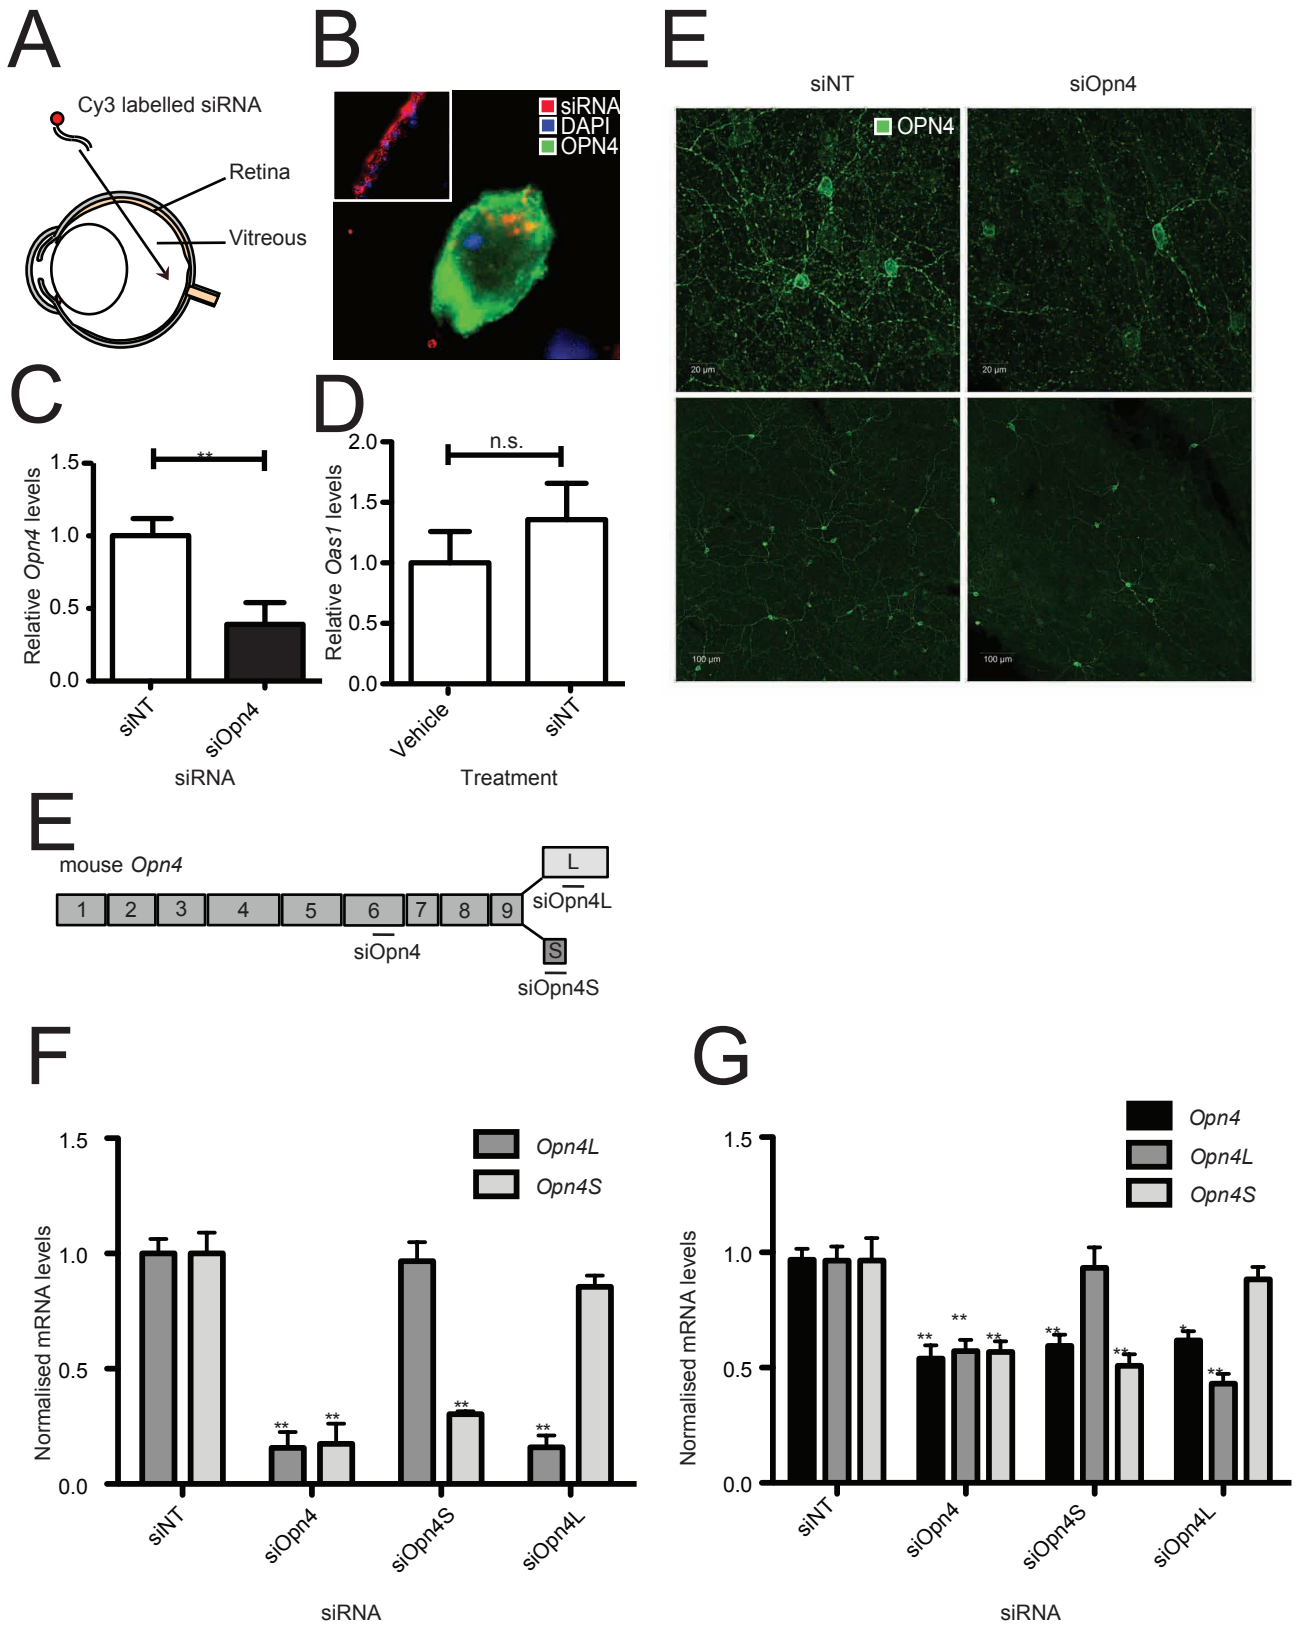 A
Cy3 labelled siRNA
Retina
Vitreous
B
siRNA
DAPI
OPN4
E
siNT
siOpn4
OPN4
20 µm
20 µm
100 µm
100 µm
C
Relative Opn4 levels
1.5
1.0
0.5
0.0
**
siNT
siOpn4
siRNA
D
Relative Oas1 levels
2.0
1.5
1.0
0.5
0.0
n.s.
Vehicle
siNT
Treatment
E
mouse Opn4
1 2 3 4 5 6 7 8 9
L
siOpn4L
siOpn4
S
siOpn4S
F
Normalised mRNA levels
1.5
1.0
0.5
0.0
Opn4L
Opn4S
** ** ** **
siNT
siOpn4
siOpn4S
siOpn4L
siRNA
G
Normalised mRNA levels
1.5
1.0
0.5
0.0
Opn4
Opn4L
Opn4S
** ** ** ** ** * **
siNT
siOpn4
siOpn4S
siOpn4L
siRNA